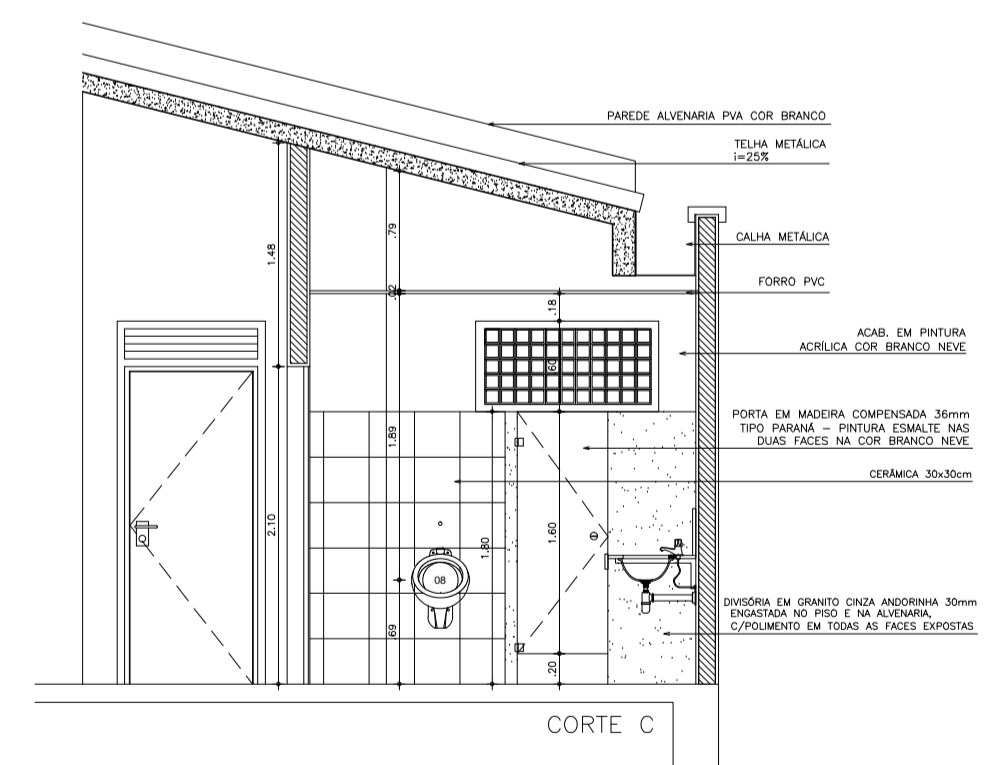 PAREDE ALVENARIA PVA COR BRANCO
TELHA METÁLICA
i=25%
CALHA METÁLICA
FORRO PVC
ACAB. EM PINTURA
ACRÍLICA COR BRANCO NEVE
PORTA EM MADEIRA COMPENSADA 36mm
TIPO PARANÁ – PINTURA ESMALTE NAS
DUAS FACES NA COR BRANCO NEVE
CERÂMICA 30x30cm
DIVISÓRIA EM GRANITO CINZA ANDORINHA 30mm
ENGASTADA NO PISO E NA ALVENARIA,
C/POLIMENTO EM TODAS AS FACES EXPOSTAS
1.48
2.10
.79
.02
1.89
.69
1.80
.18
.60
1.60
.20
08
CORTE C